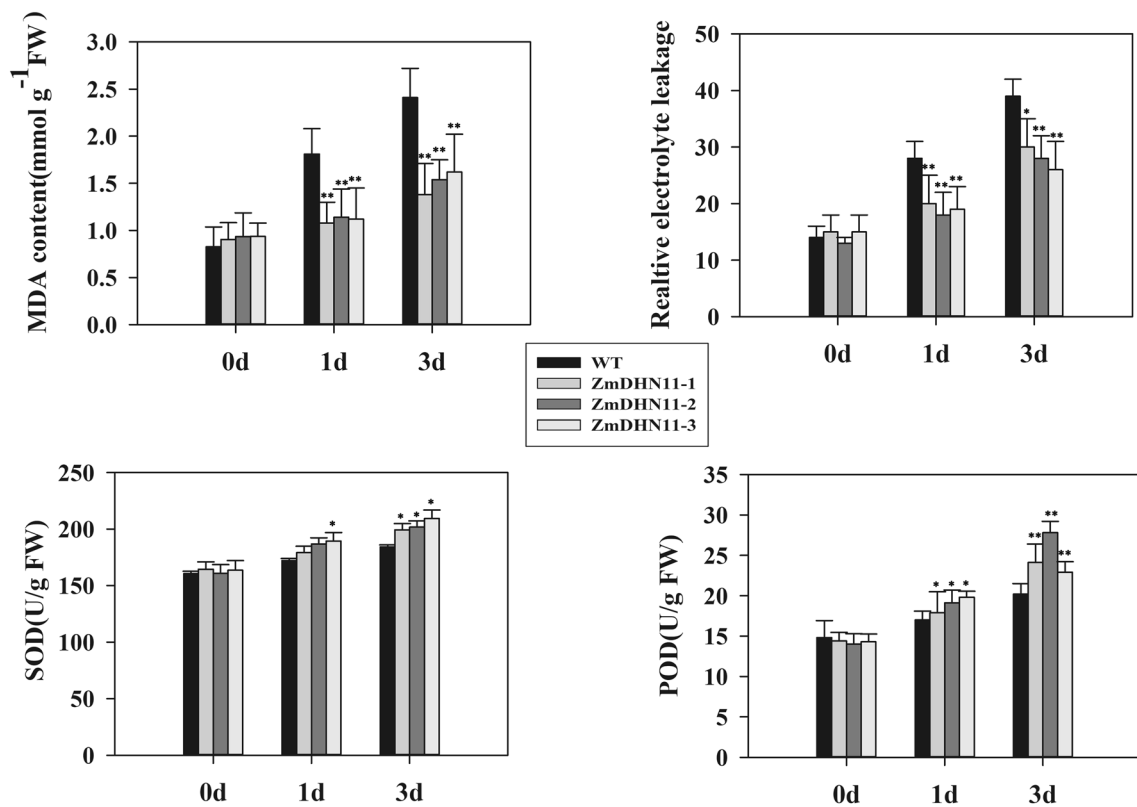 MDA content(mmol g-1FW)
3.0
2.5
2.0
1.5
1.0
0.5
0.0
** ** **
** ** **
0d 1d 3d
Realtive electrolyte leakage
50
40
30
20
10
0
** ** **
* ** **
0d 1d 3d
WT
ZmDHN11-1
ZmDHN11-2
ZmDHN11-3
SOD(U/g FW)
250
200
150
100
50
0
*
* * *
0d 1d 3d
POD(U/g FW)
35
30
25
20
15
10
5
0
* * *
** ** **
0d 1d 3d